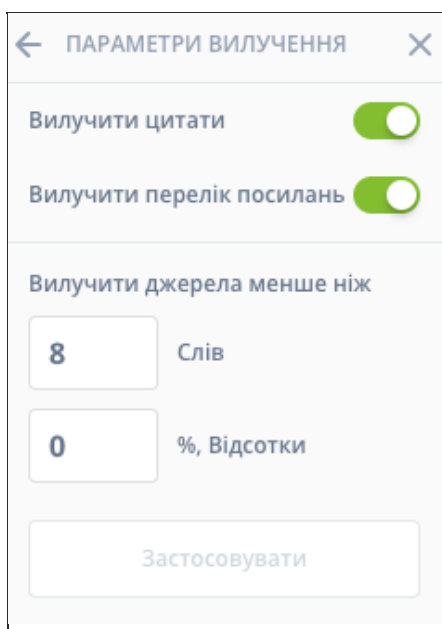 ПАРАМЕТРИ ВИЛУЧЕННЯ
Вилучити цитати
Вилучити перелік посилань
Вилучити джерела менше ніж
8 Слів
0 %, Відсотки
Застосовувати